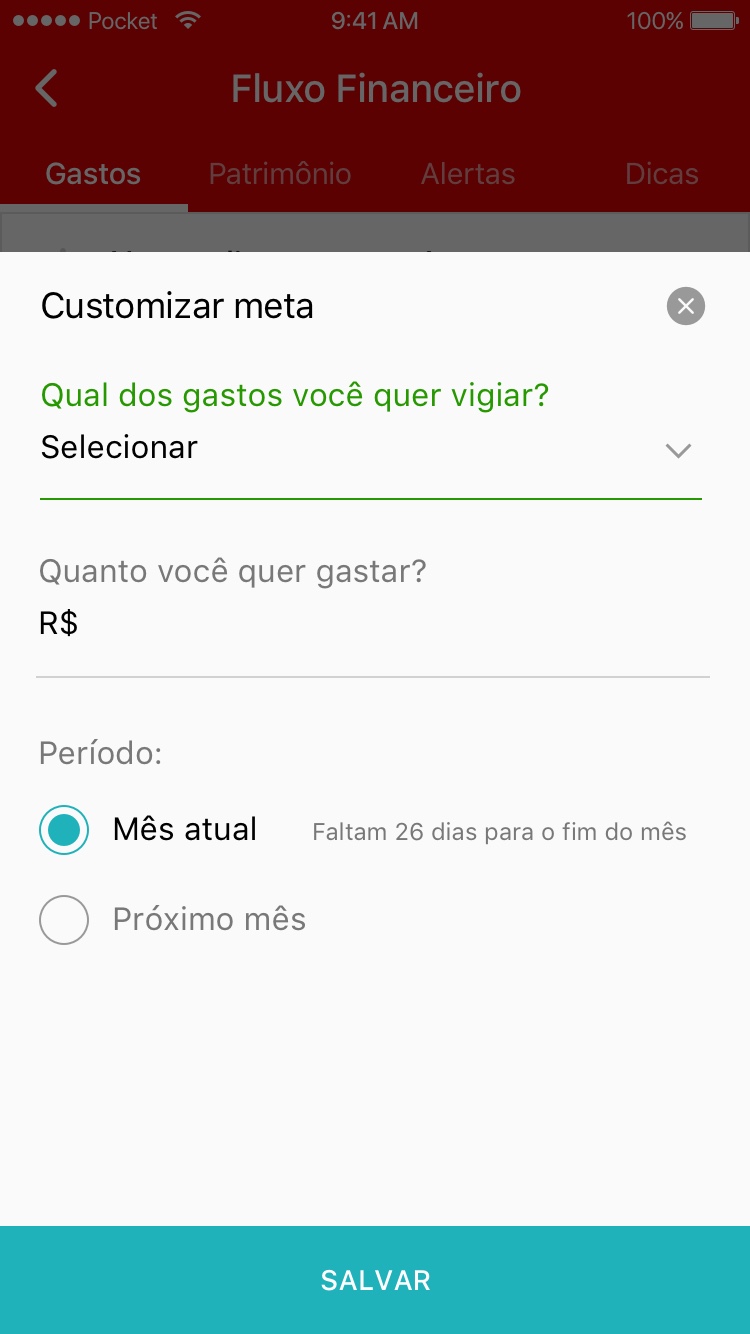 Pocket 9:41 AM 100%
Fluxo Financeiro
Gastos Patrimônio Alertas Dicas
Customizar meta
Qual dos gastos você quer vigiar?
Selecionar
Quanto você quer gastar?
R$
Período:
Mês atual Faltam 26 dias para o fim do mês
Próximo mês
SALVAR